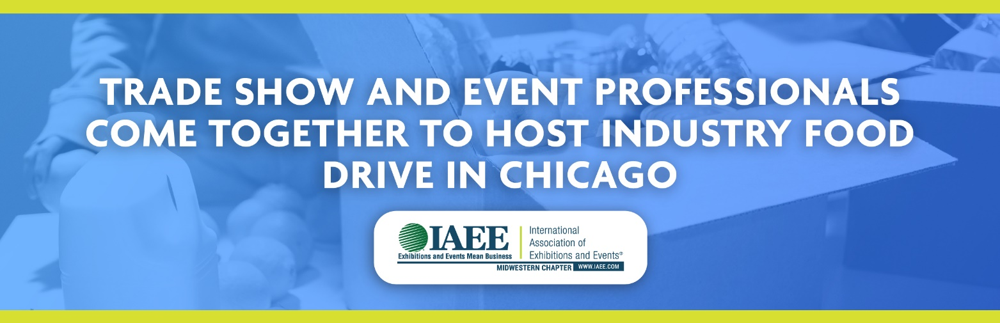 TRADE SHOW AND EVENT PROFESSIONALS
COME TOGETHER TO HOST INDUSTRY FOOD
DRIVE IN CHICAGO
IAEE
Exhibitions and Events Mean Business
International
Association of
Exhibitions and Events®
MIDWESTERN CHAPTER WWW.IAEE.COM